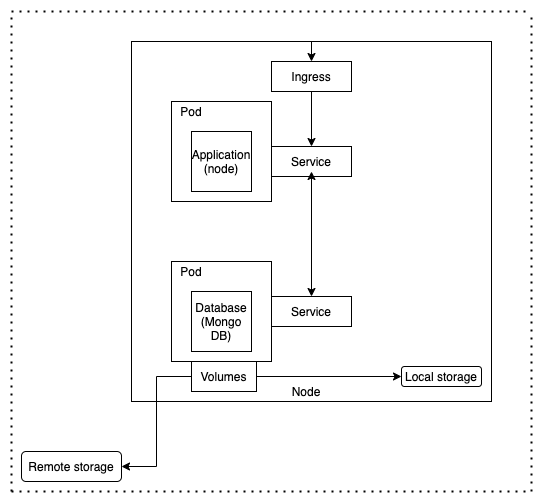 Ingress
Pod
Application
(node)
Service
Pod
Database
(Mongo
DB)
Service
Volumes
Local storage
Node
Remote storage